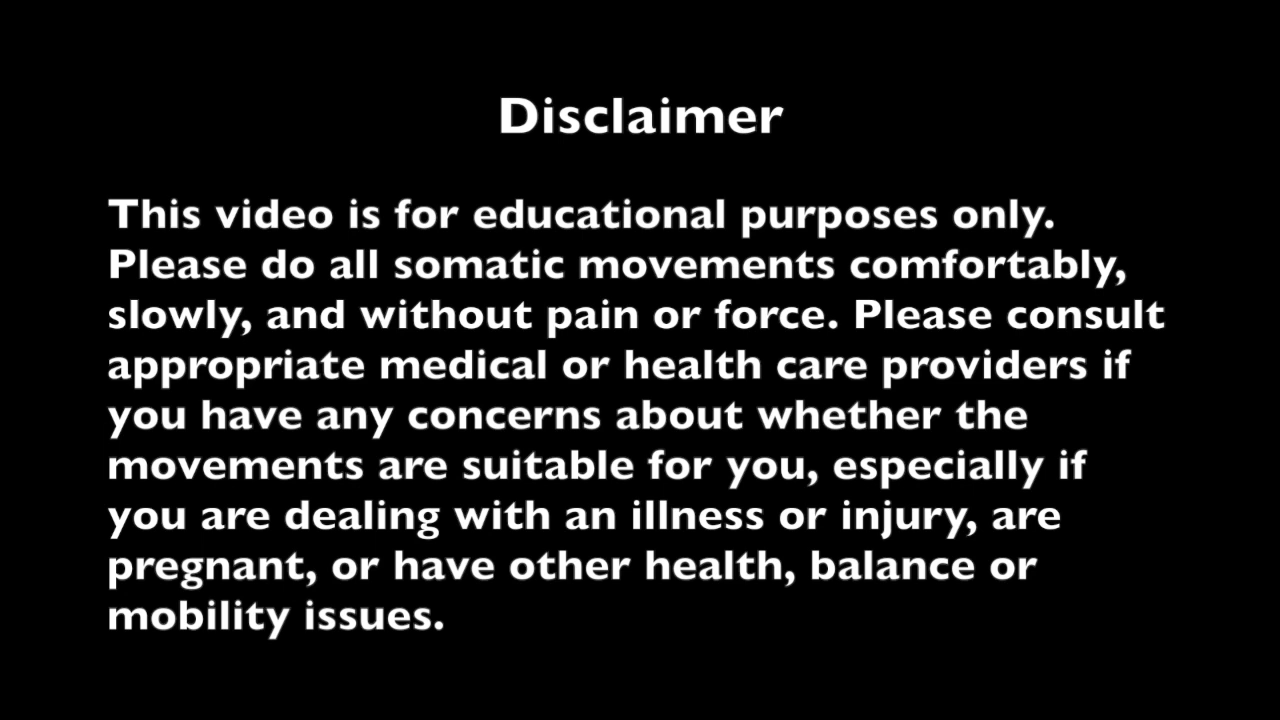 Disclaimer
This video is for educational purposes only.
Please do all somatic movements comfortably,
slowly, and without pain or force. Please consult
appropriate medical or health care providers if
you have any concerns about whether the
movements are suitable for you, especially if
you are dealing with an illness or injury, are
pregnant, or have other health, balance or
mobility issues.